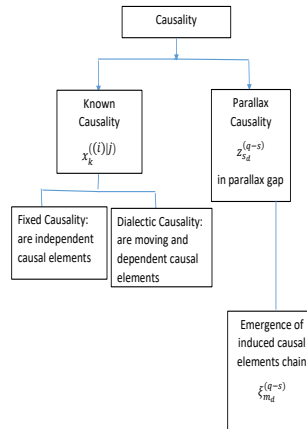 Causality
Known
Causality
x_k^{((i)|j)}
Parallax
Causality
z_{s_d}^{(q-s)}
in parallax gap
Fixed Causality:
are independent
causal elements
Dialectic Causality:
are moving and
dependent causal
elements
Emergence of
induced causal
elements chain
ξ_{m_d}^{(q-s)}